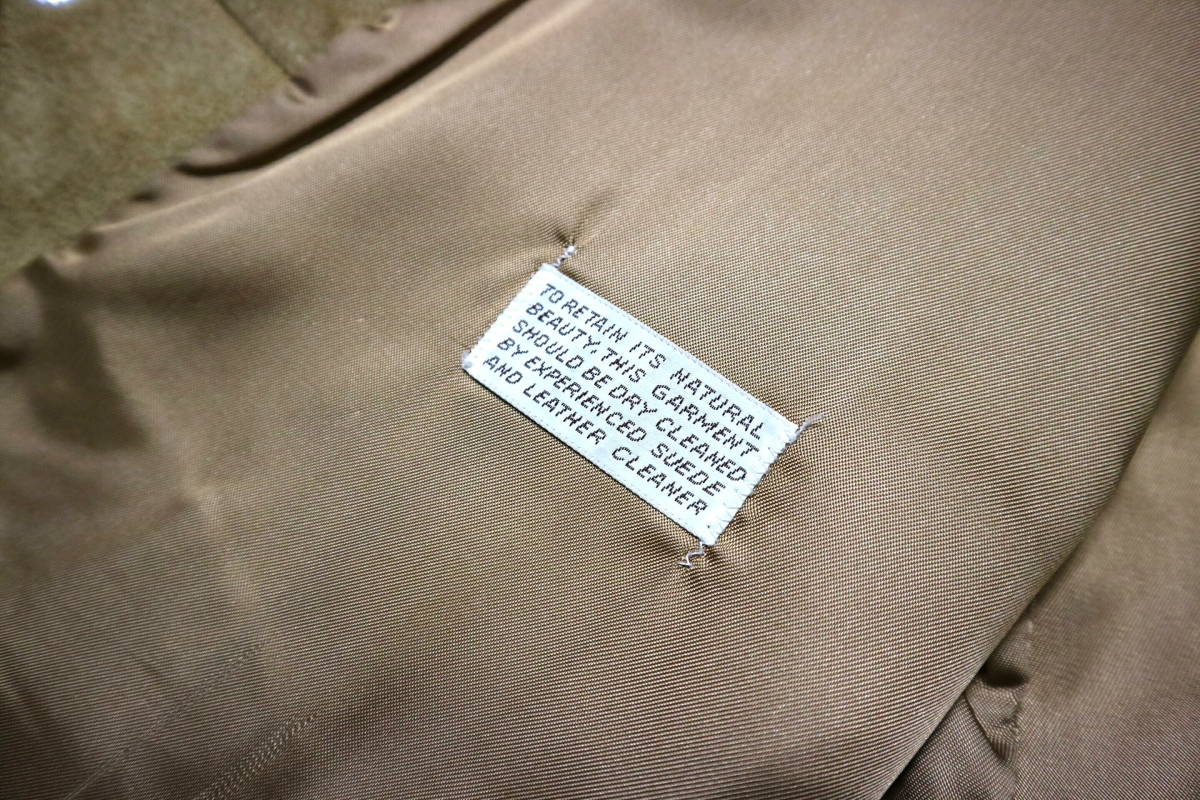 TO RETAIN ITS NATURAL
BEAUTY, THIS GARMENT
SHOULD BE DRY CLEANED
BY EXPERIENCED SUEDE
AND LEATHER CLEANER